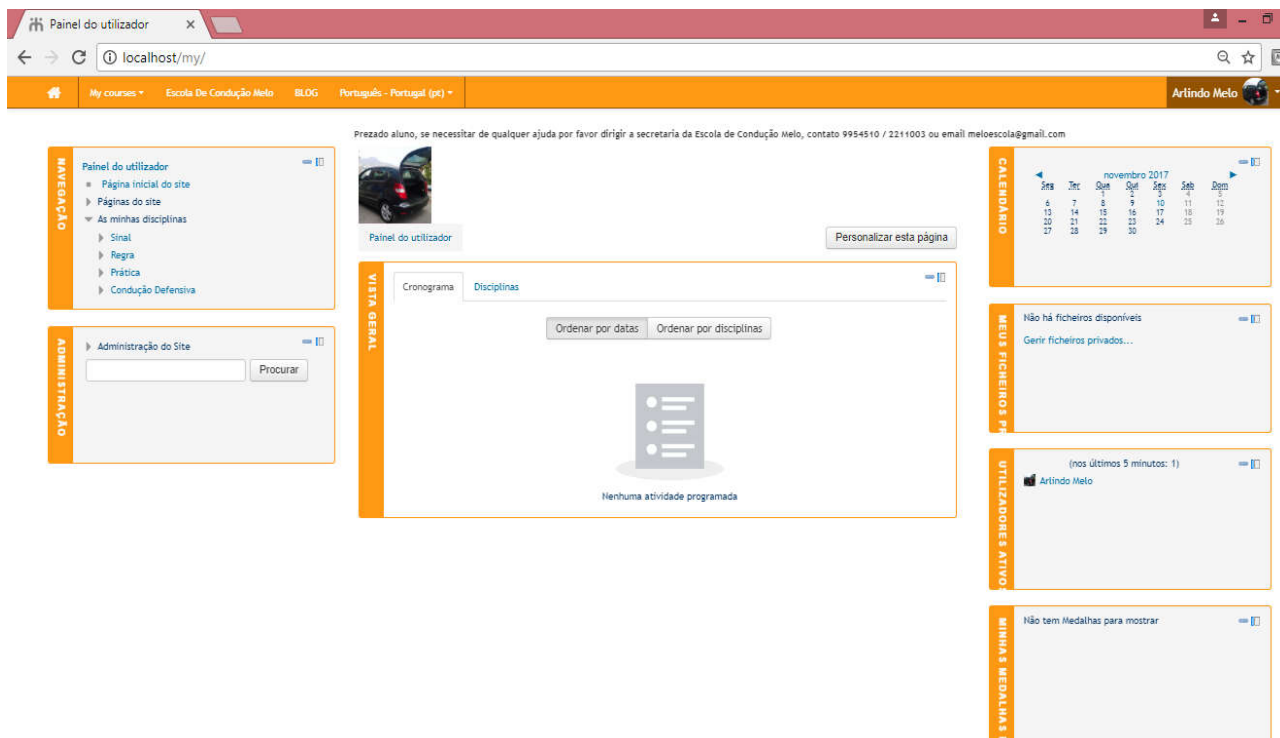 Painel do utilizador
localhost/my/
My courses Escola De Condução Melo BLOG Português - Portugal (pt) Arlindo Melo
Prezado aluno, se necessitar de qualquer ajuda por favor dirigir a secretaria da Escola de Condução Melo, contato 9954510 / 2211003 ou email meloescola@gmail.com
NAVEGAÇÃO
Painel do utilizador
Página inicial do site
Páginas do site
As minhas disciplinas
Sinal
Regra
Prática
Condução Defensiva
ADMINISTRAÇÃO
Administração do Site
Procurar
Painel do utilizador
Personalizar esta página
VISTA GERAL
Cronograma Disciplinas
Ordenar por datas Ordenar por disciplinas
Nenhuma atividade programada
CALENDÁRIO
novembro 2017
Seg Ter Qua Qui Sex Sáb Dom
1 2 3 4 5
6 7 8 9 10 11 12
13 14 15 16 17 18 19
20 21 22 23 24 25 26
27 28 29 30
MEUS FICHEIROS PR
Não há ficheiros disponíveis
Gerir ficheiros privados...
UTILIZADORES ATIVOS
(nos últimos 5 minutos: 1)
Arlindo Melo
MINHAS MEDALHAS
Não tem Medalhas para mostrar